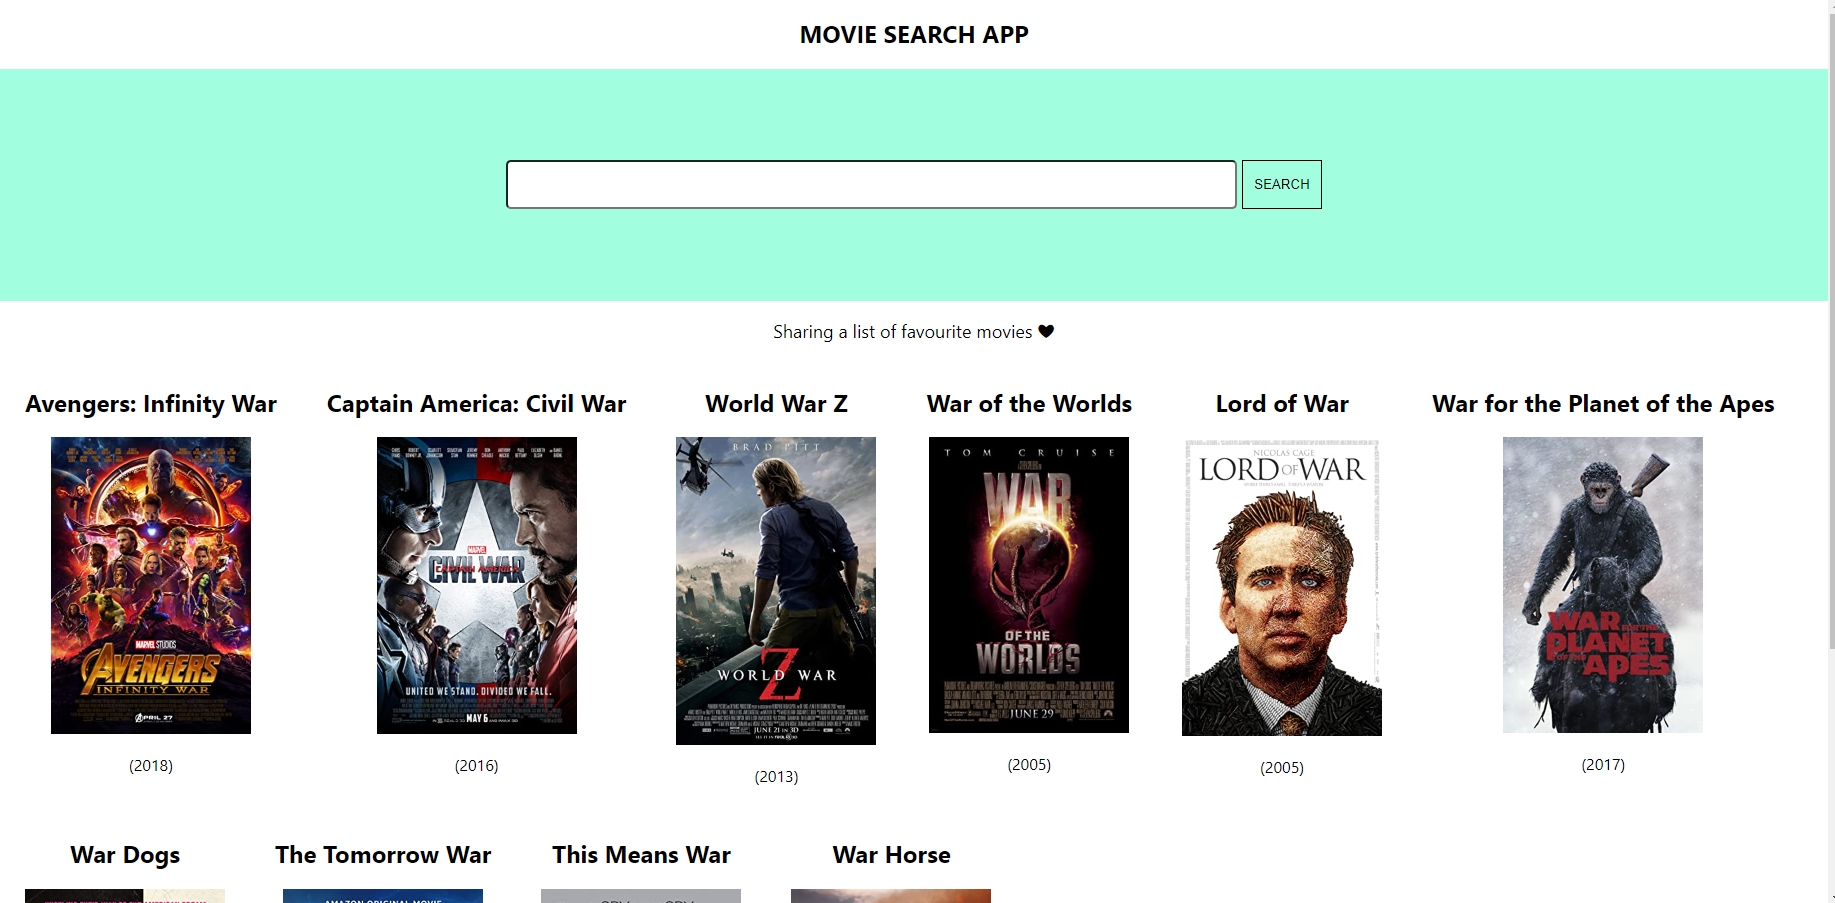 MOVIE SEARCH APP
SEARCH
Sharing a list of favourite movies ♥
Avengers: Infinity War
Captain America: Civil War
World War Z
War of the Worlds
Lord of War
War for the Planet of the Apes
MARVEL STUDIOS
AVENGERS
INFINITY WAR
APRIL 27
MARVEL
CAPTAIN AMERICA
CIVIL WAR
UNITED WE STAND. DIVIDED WE FALL.
MAY 6
BRAD PITT
WORLD WAR
Z
JUNE 21 IN 3D
TOM CRUISE
WAR
OF THE
WORLDS
JUNE 29
NICOLAS CAGE
LORD OF WAR
WAR FOR THE
PLANET
OF THE APES
(2018)
(2016)
(2013)
(2005)
(2005)
(2017)
War Dogs
The Tomorrow War
This Means War
War Horse
AMAZON ORIGINAL MOVIE
SPY SPY